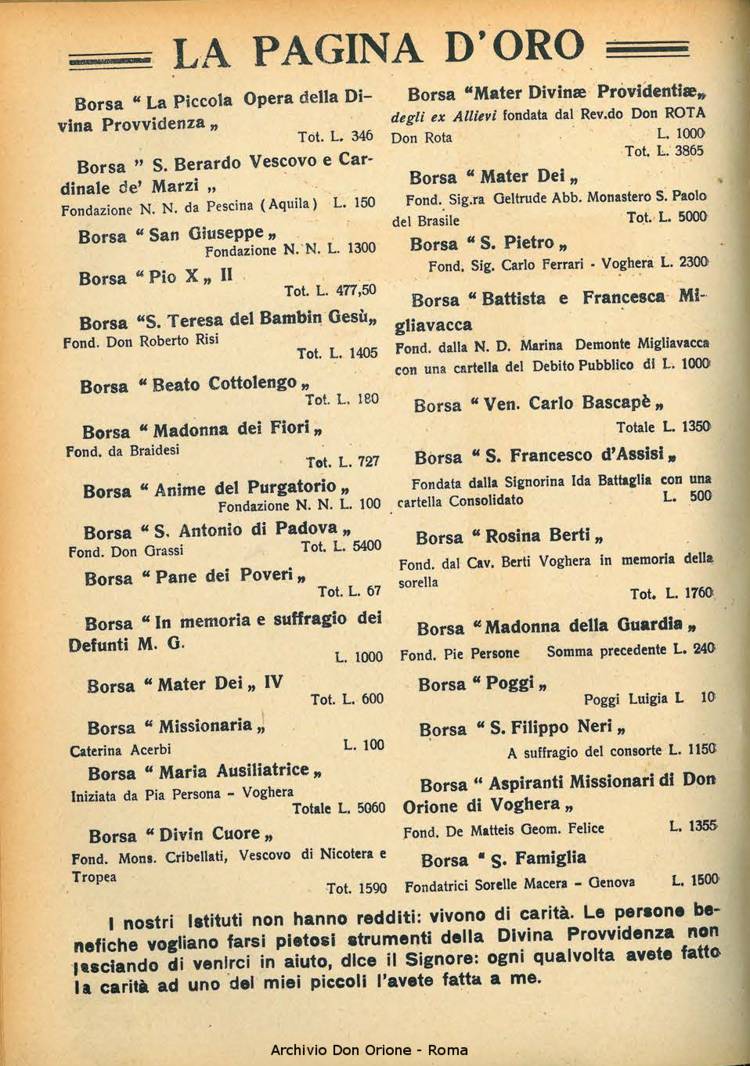 LA PAGINA D'ORO
Borsa “ La Piccola Opera della Di-
vina Provvidenza „
Tot. L. 346
Borsa ” S. Berardo Vescovo e Car-
dinale de' Marzi „
Fondazione N. N. da Pescina ( Aquila ) L. 150
Borsa “ San Giuseppe „
Fondazione N. N. L. 1300
Borsa “ Pio X „ II
Tot. L. 477,50
Borsa “S. Teresa del Bambin Gesù„
Fond. Don Roberto Risi
Tot. L. 1405
Borsa “ Beato Cottolengo „
Tot. L. 180
Borsa “ Madonna dei Fiori „
Fond. da Braidesi
Tot. L. 727
Borsa “ Anime del Purgatorio „
Fondazione N. N. L. 100
Borsa “ S. Antonio di Padova „
Fond. Don Grassi Tot. L. 5400
Borsa “ Pane dei Poveri „
Tot. L. 67
Borsa “ In memoria e suffragio dei
Defunti M. G.
L. 1000
Borsa “ Mater Dei „ IV
Tot. L. 600
Borsa “ Missionaria „
Caterina Acerbi L. 100
Borsa “ Maria Ausiliatrice „
Iniziata da Pia Persona – Voghera
Totale L. 5060
Borsa “ Divin Cuore „
Fond. Mons. Cribellati, Vescovo di Nicotera e
Tropea
Tot. 1590
Borsa “Mater Divinæ Providentiæ„
degli ex Allievi fondata dal Rev.do Don ROTA
Don Rota L. 1000
Tot. L. 3865
Borsa “ Mater Dei „
Fond. Sig.ra Geltrude Abb. Monastero S. Paolo
del Brasile Tot. L. 5000
Borsa “ S. Pietro „
Fond. Sig. Carlo Ferrari - Voghera L. 2300
Borsa “ Battista e Francesca Mi-
gliavacca
Fond. dalla N. D. Marina Demonte Migliavacca
con una cartella del Debito Pubblico di L. 1000
Borsa “ Ven. Carlo Bascapè „
Totale L. 1350
Borsa “ S. Francesco d'Assisi „
Fondata dalla Signorina Ida Battaglia con una
cartella Consolidato L. 500
Borsa “ Rosina Berti „
Fond. dal Cav. Berti Voghera in memoria della
sorella
Tot. L. 1760
Borsa “ Madonna della Guardia „
Fond. Pie Persone Somma precedente L. 240
Borsa “ Poggi „
Poggi Luigia L 10
Borsa “ S. Filippo Neri „
A suffragio del consorte L. 1150
Borsa “ Aspiranti Missionari di Don
Orione di Voghera „
Fond. De Matteis Geom. Felice L. 1355
Borsa “ S. Famiglia
Fondatrici Sorelle Macera – Genova L. 1500
I nostri Istituti non hanno redditi: vivono di carità. Le persone be-
nefiche vogliano farsi pietosi strumenti della Divina Provvidenza non
lasciando di venirci in aiuto, dice il Signore: ogni qualvolta avete fatto
la carità ad uno dei miei piccoli l'avete fatta a me.
Archivio Don Orione - Roma